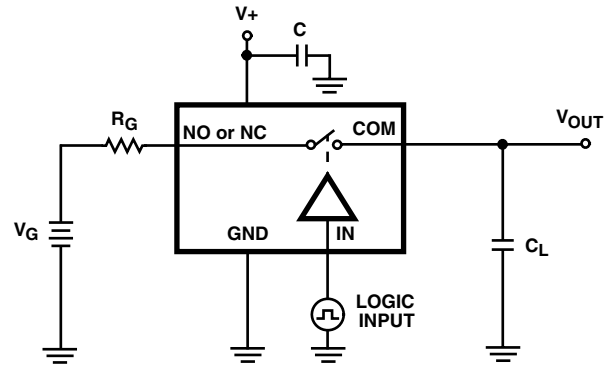 V+
C
RG
NO or NC
COM
VOUT
VG
GND
IN
CL
LOGIC
INPUT